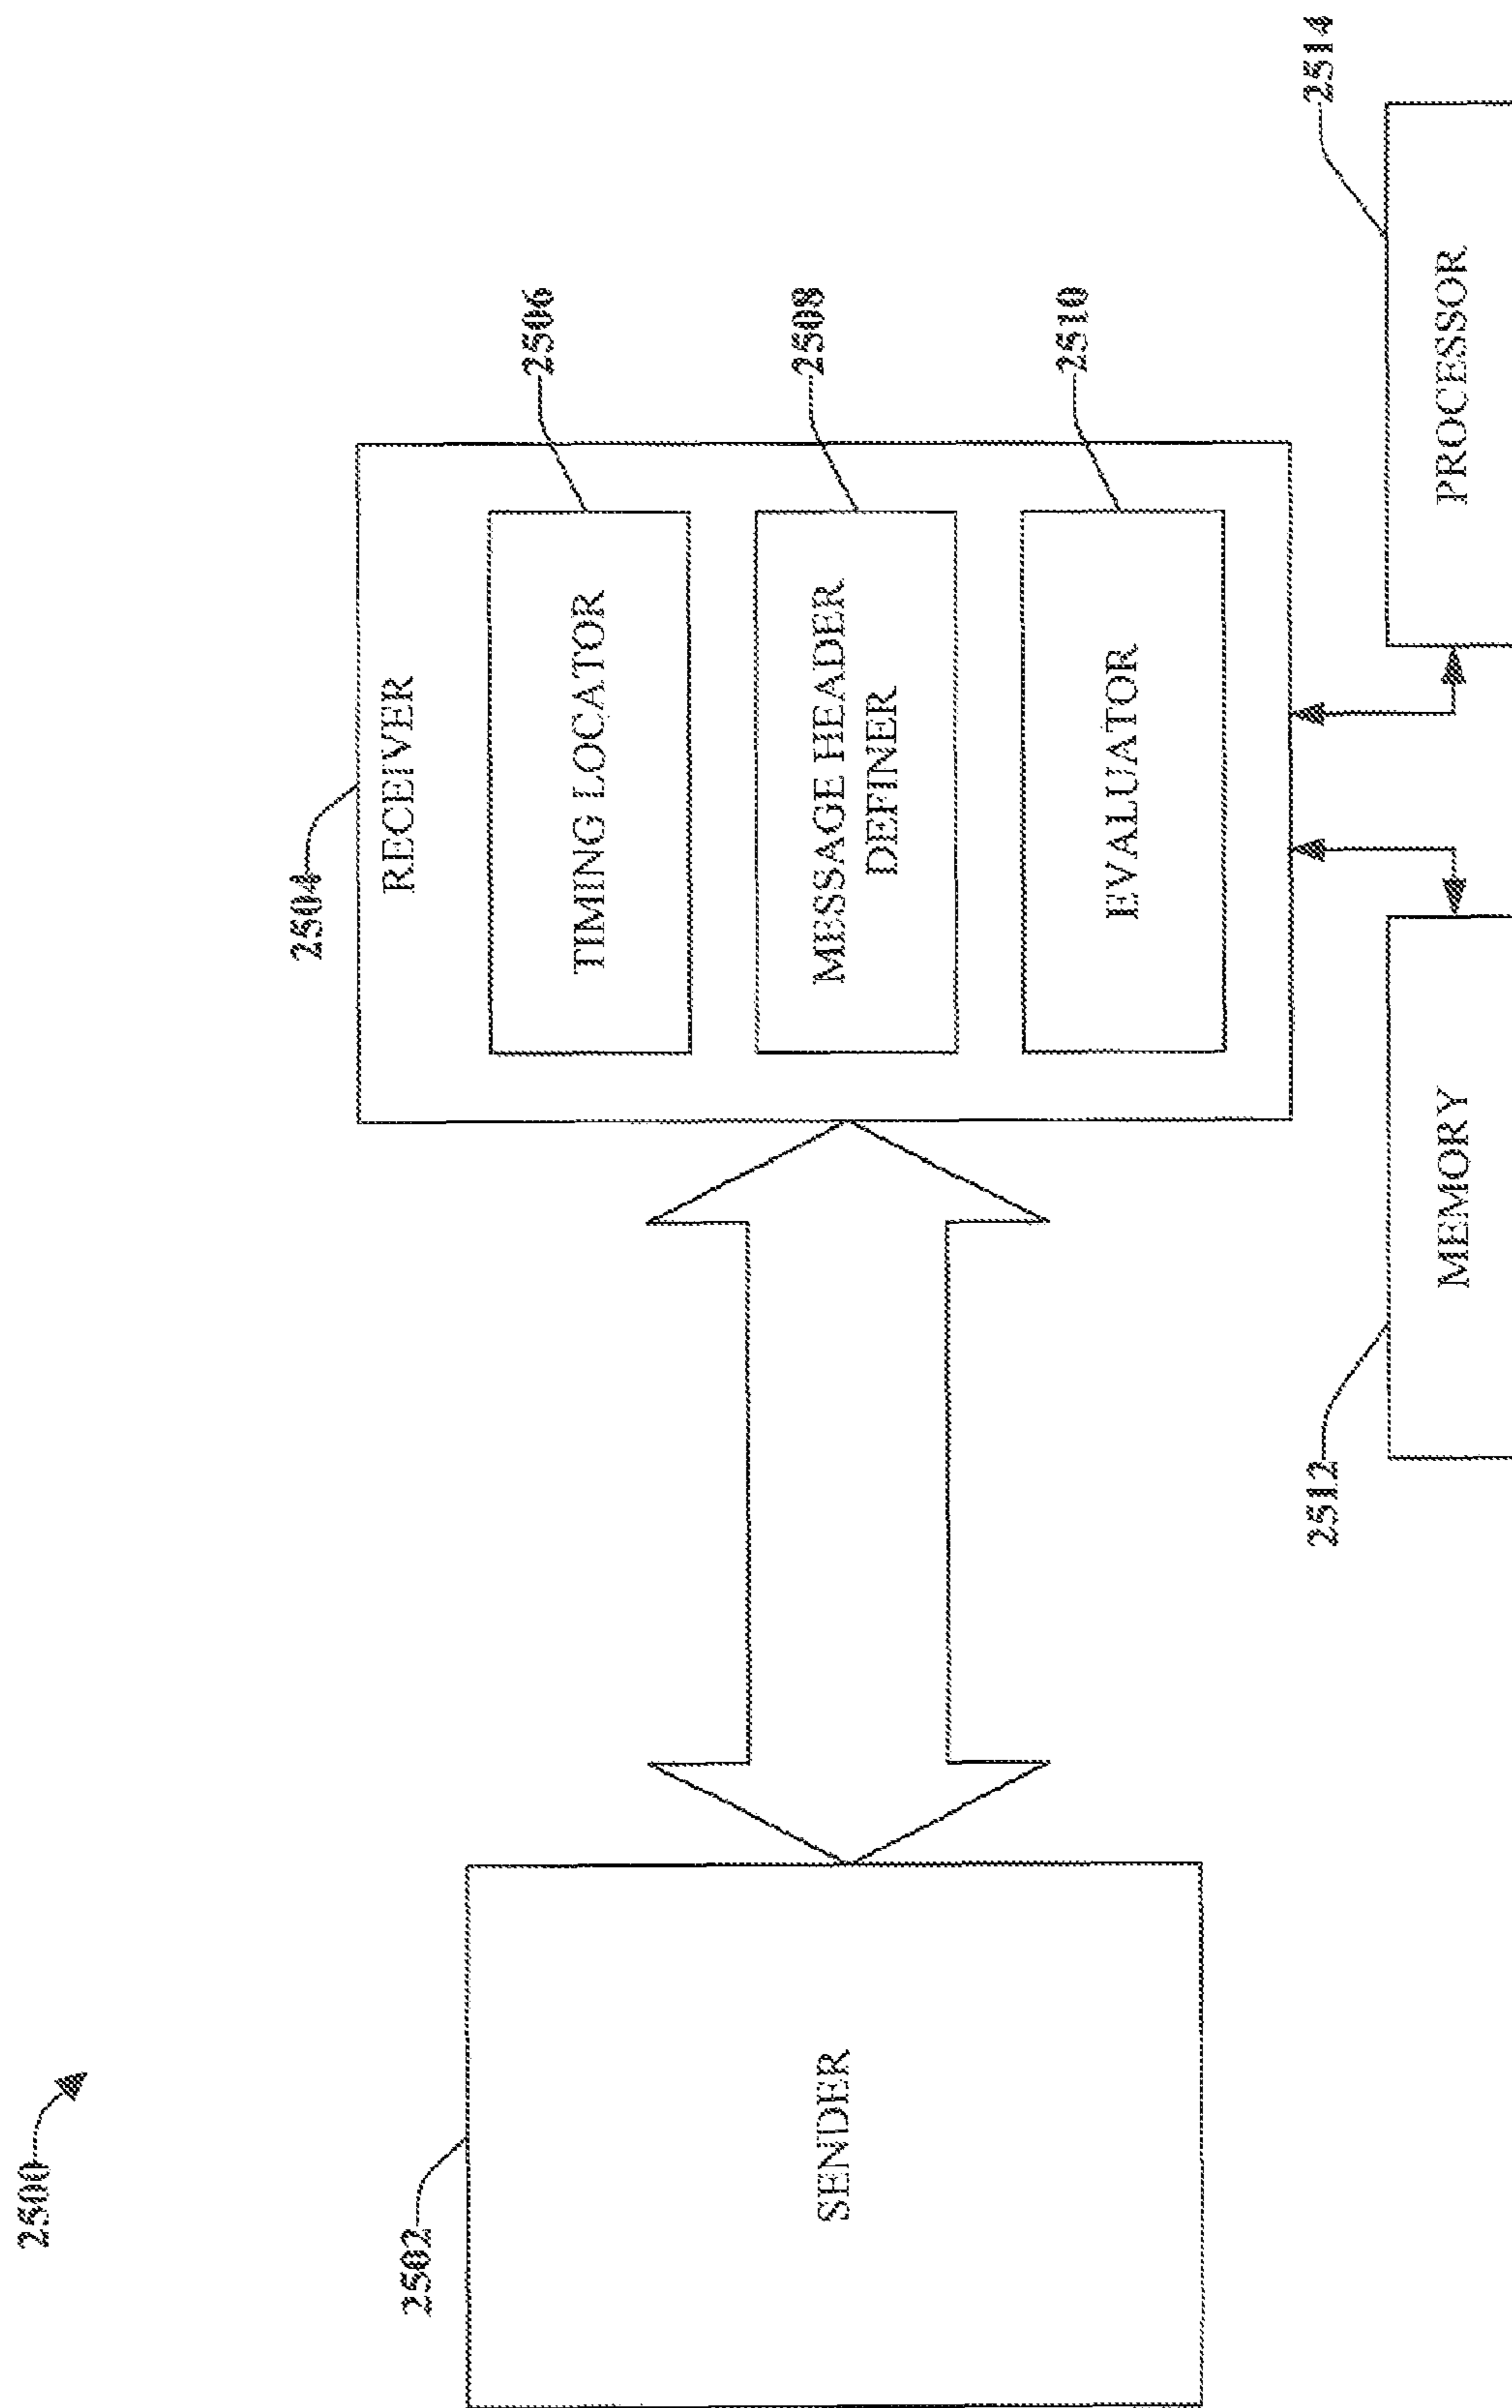 2500
2502
SENDER
2504
RECEIVER
2506
TIMING LOCATOR
2508
MESSAGE HEADER
DEFINER
2510
EVALUATOR
2512
MEMORY
2514
PROCESSOR